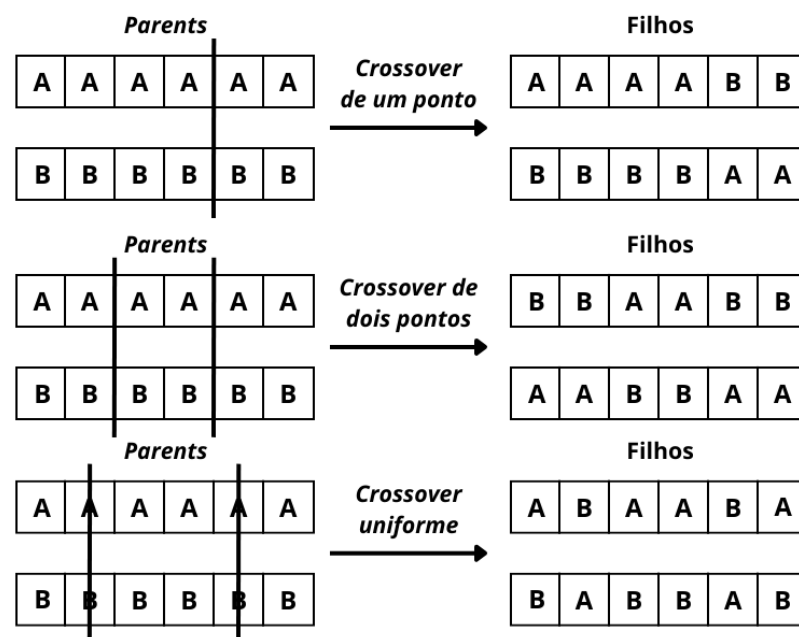 Parents
Filhos
A A A A A A
Crossover
de um ponto
A A A A B B
B B B B B B
B B B B A A
Parents
Filhos
A A A A A A
Crossover de
dois pontos
B B A A B B
B B B B B B
A A B B A A
Parents
Filhos
A A A A A A
Crossover
uniforme
A B A A B A
B B B B B B
B A B B A B